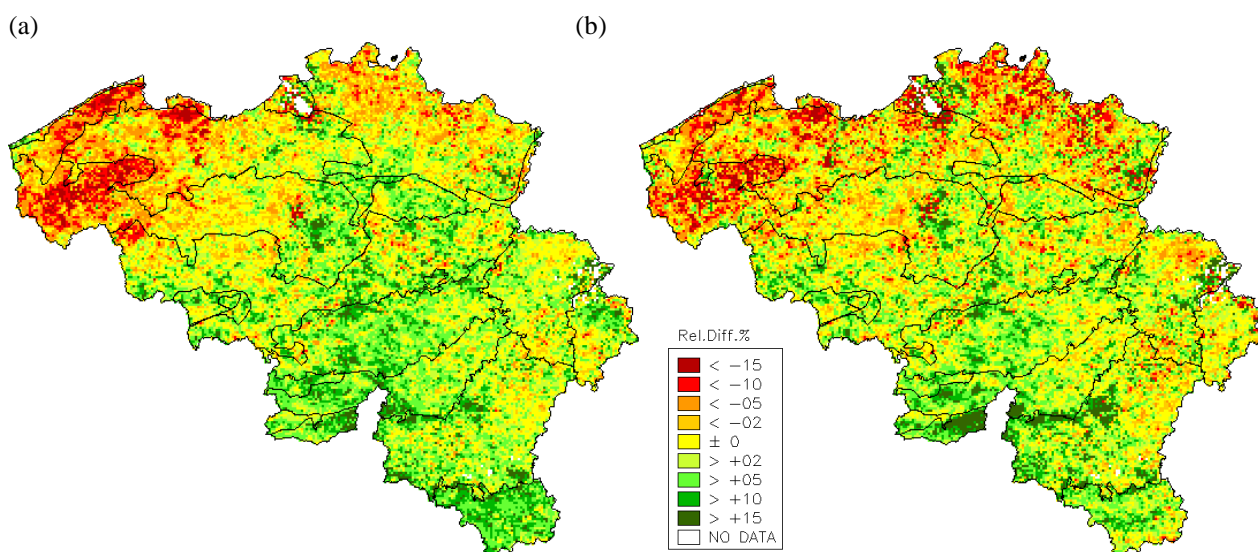 (a)
(b)
Rel.Diff.%
< -15
< -10
< -05
< -02
± 0
> +02
> +05
> +10
> +15
NO DATA